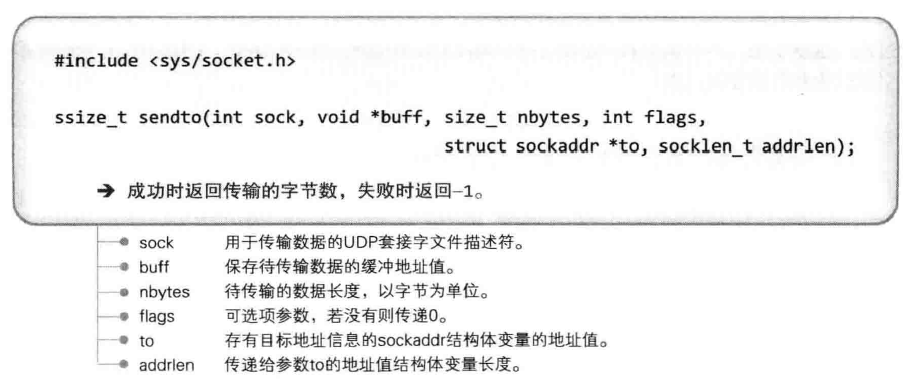 #include <sys/socket.h>
ssize_t sendto(int sock, void *buff, size_t nbytes, int flags,
struct sockaddr *to, socklen_t addrlen);
➔ 成功时返回传输的字节数，失败时返回–1。
sock 用于传输数据的UDP套接字文件描述符。
buff 保存待传输数据的缓冲地址值。
nbytes 待传输的数据长度，以字节为单位。
flags 可选项参数，若没有则传递0。
to 存有目标地址信息的sockaddr结构体变量的地址值。
addrlen 传递给参数to的地址值结构体变量长度。